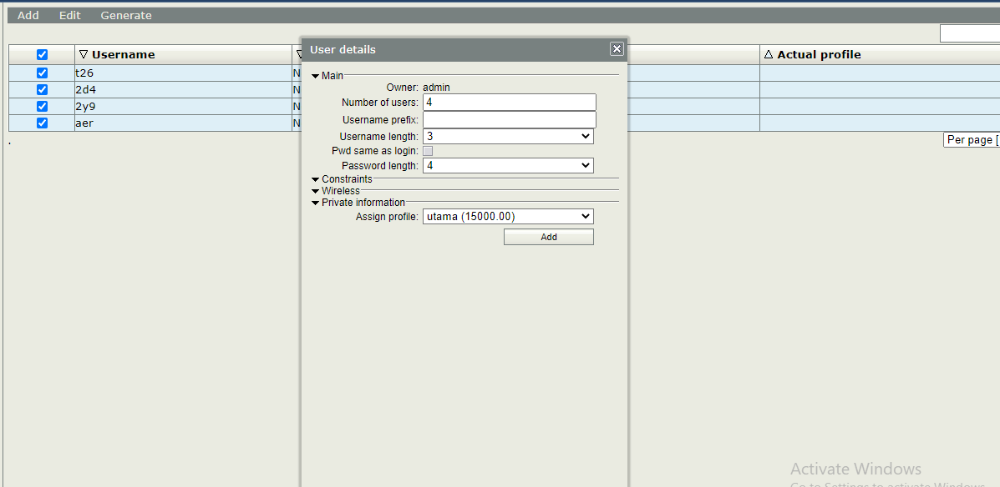 Add Edit Generate
Username
Actual profile
t26 N
2d4 N
2y9 N
aer N
.
Per page [
User details
Main
Owner: admin
Number of users: 4
Username prefix:
Username length: 3
Pwd same as login:
Password length: 4
Constraints
Wireless
Private information
Assign profile: utama (15000.00)
Add
Activate Windows
Go to Settings to activate Windows